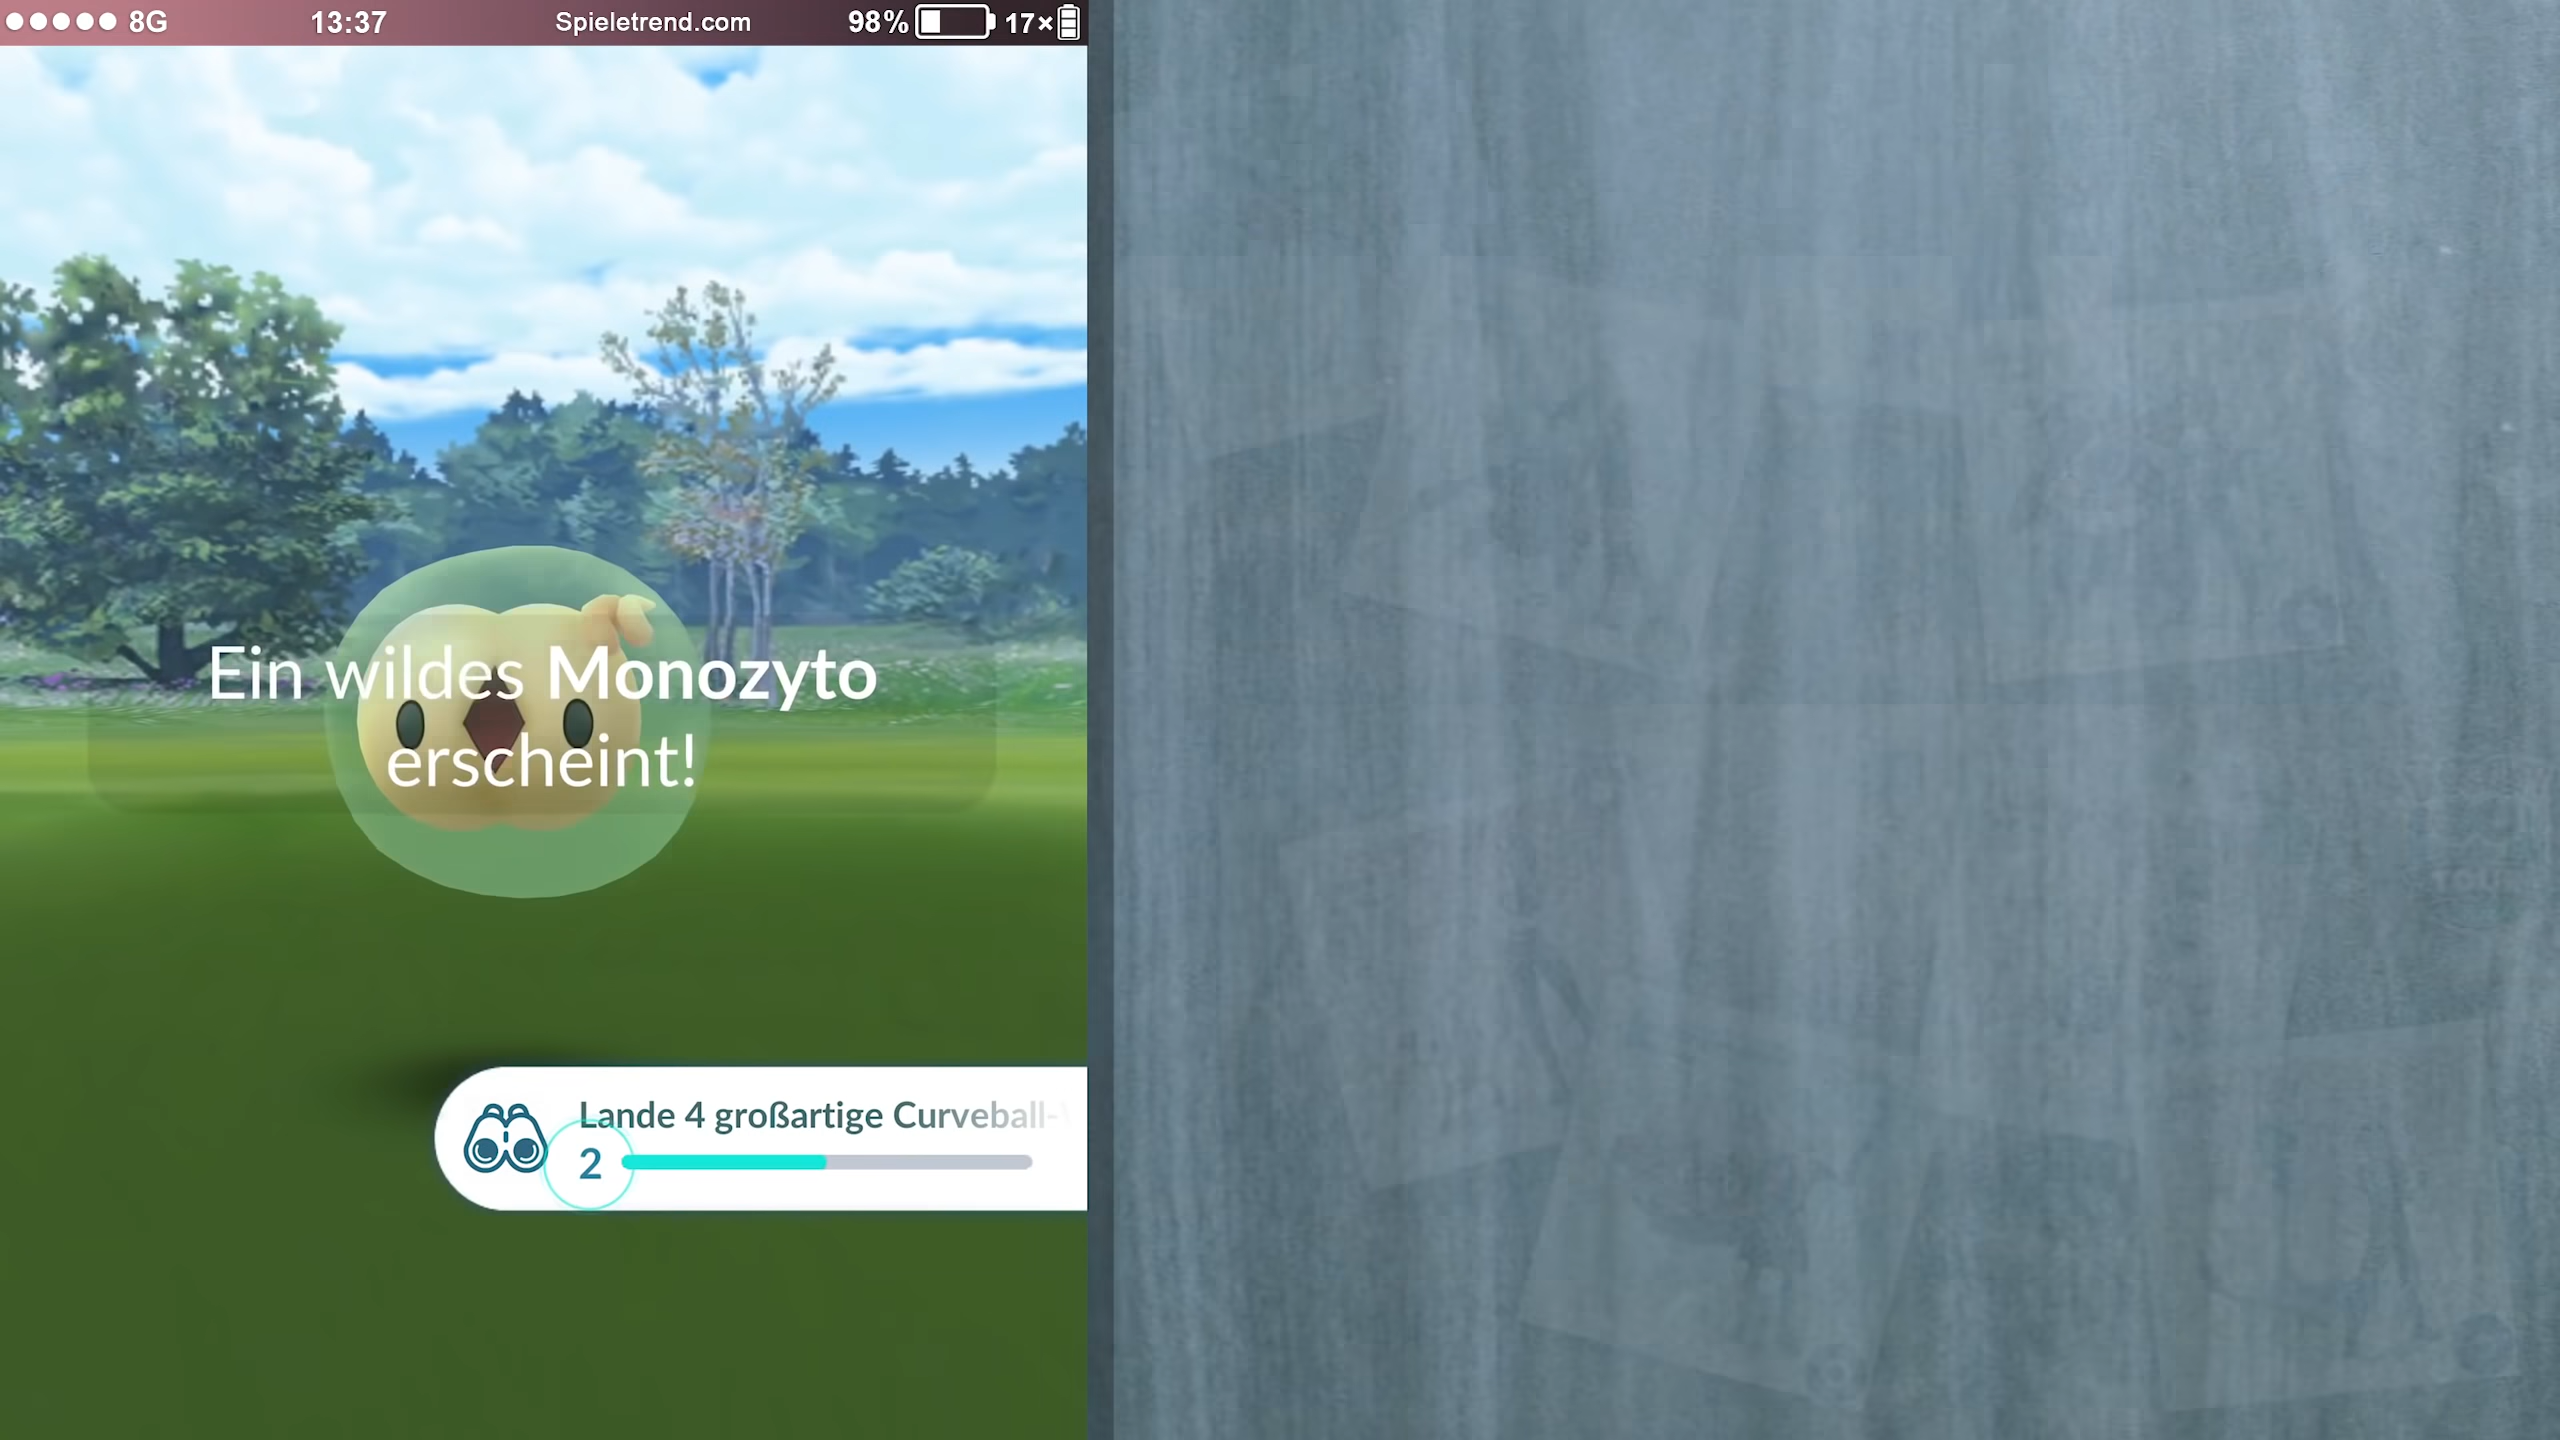 8G 13:37 Spieletrend.com 98% 17×
Ein wildes Monozyto
erscheint!
Lande 4 großartige Curveball-
2